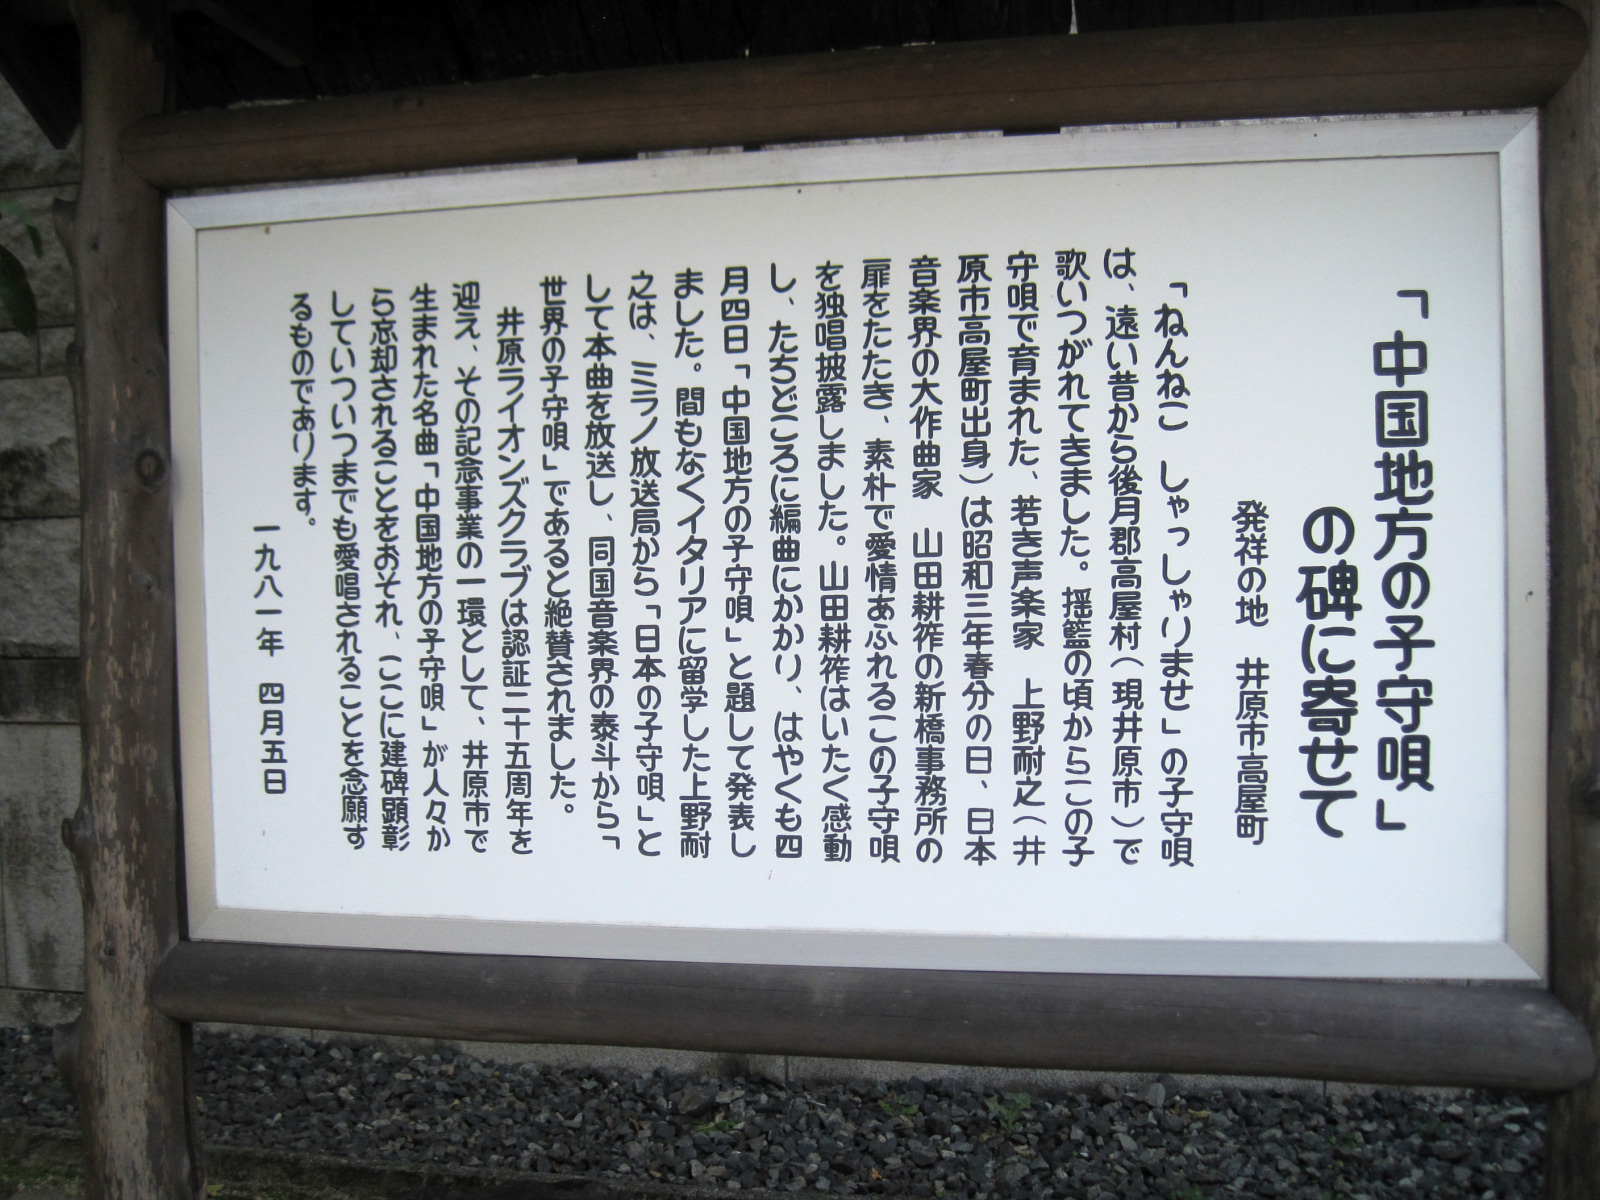 「中国地方の子守唄」
の碑に寄せて
発祥の地 井原市高屋町
「ねんねこ しゃっしゃりませ」の子守唄
は、遠い昔から後月郡高屋村(現井原市)で
歌いつがれてきました。揺籃の頃からこの子
守唄で育まれた、若き声楽家 上野耐之(井
原市高屋町出身)は昭和三年春分の日、日本
音楽界の大作曲家 山田耕筰の新橋事務所の
扉をたたき、素朴で愛情あふれるこの子守唄
を独唱披露しました。山田耕筰はいたく感動
し、たちどころに編曲にかかり、はやくも四
月四日「中国地方の子守唄」と題して発表し
ました。間もなくイタリアに留学した上野耐
之は、ミラノ放送局から「日本の子守唄」と
して本曲を放送し、同国音楽界の泰斗から「
世界の子守唄」であると絶賛されました。
井原ライオンズクラブは認証二十五周年を
迎え、その記念事業の一環として、井原市で
生まれた名曲「中国地方の子守唄」が人々か
ら忘却されることをおそれ、ここに建碑顕彰
していついつまでも愛唱されることを念願す
るものであります。
一九八一年 四月五日